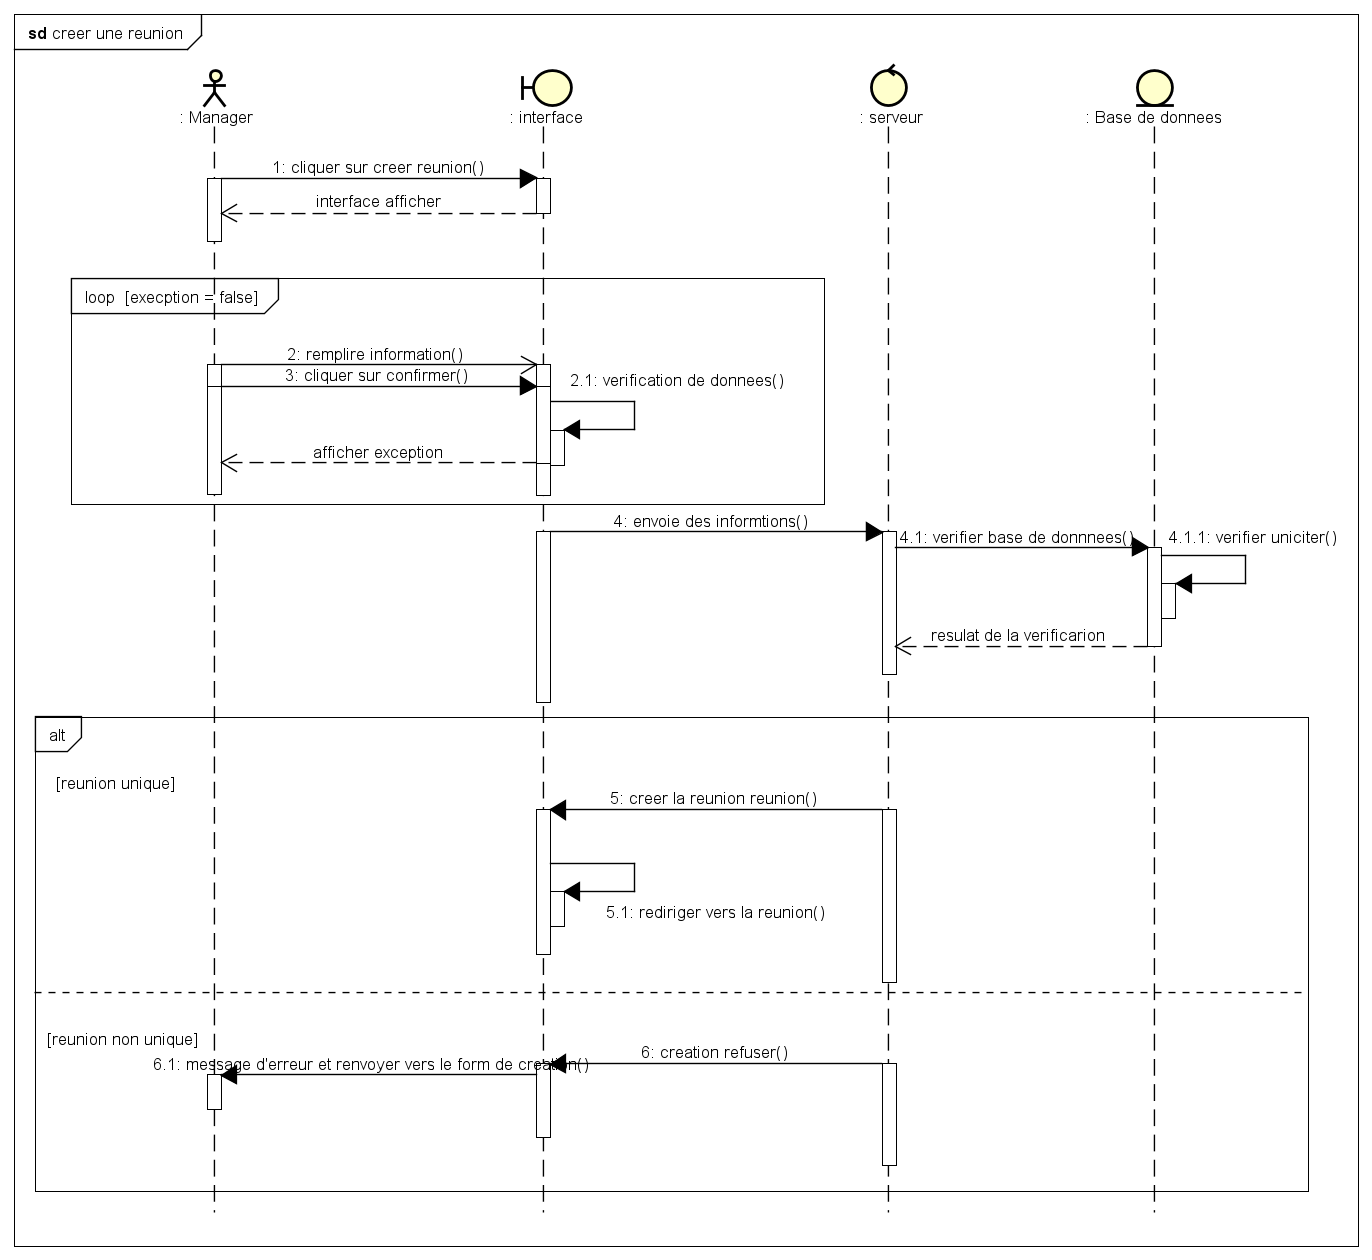 sd creer une reunion
: Manager
: interface
: serveur
: Base de donnees
1: cliquer sur creer reunion()
interface afficher
loop [execption = false]
2: remplire information()
3: cliquer sur confirmer()
2.1: verification de donnees()
afficher exception
4: envoie des informtions()
4.1: verifier base de donnnees()
4.1.1: verifier uniciter()
resulat de la verificarion
alt
[reunion unique]
5: creer la reunion reunion()
5.1: rediriger vers la reunion()
[reunion non unique]
6: creation refuser()
6.1: message d'erreur et renvoyer vers le form de creation()